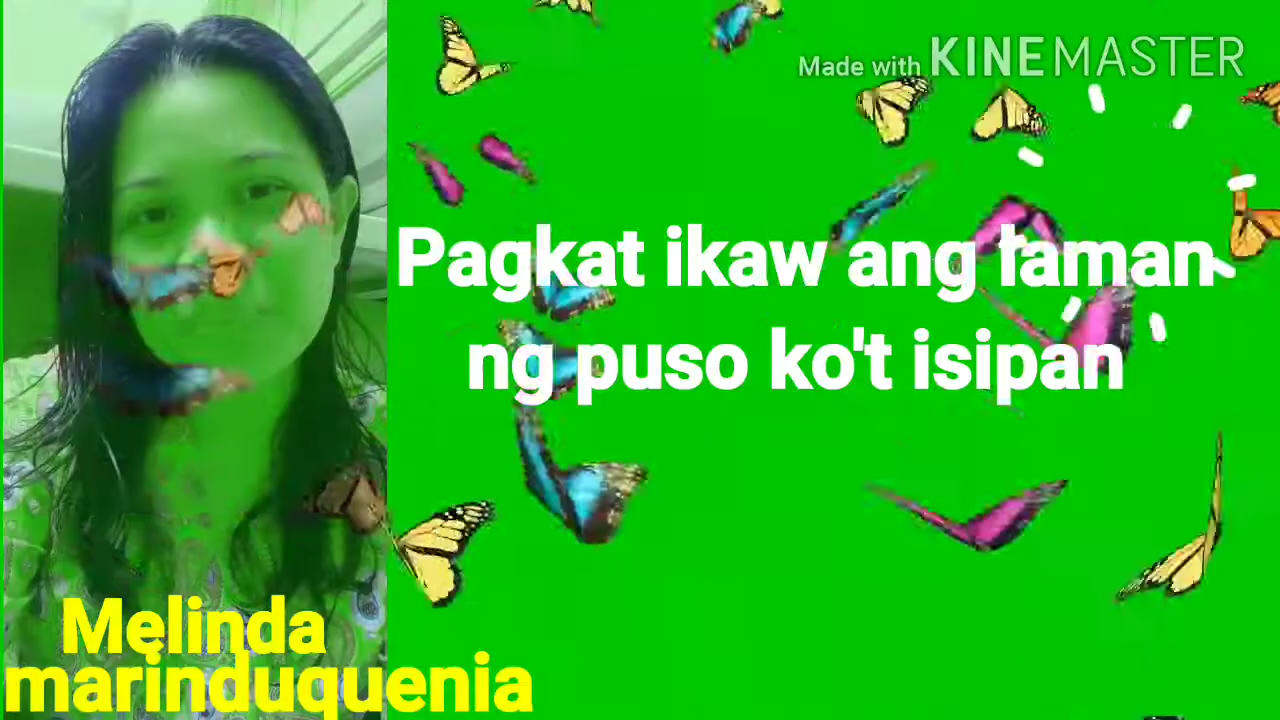 Made with KINEMASTER
Pagkat ikaw ang laman
ng puso ko't isipan
Melinda
marinduquenia